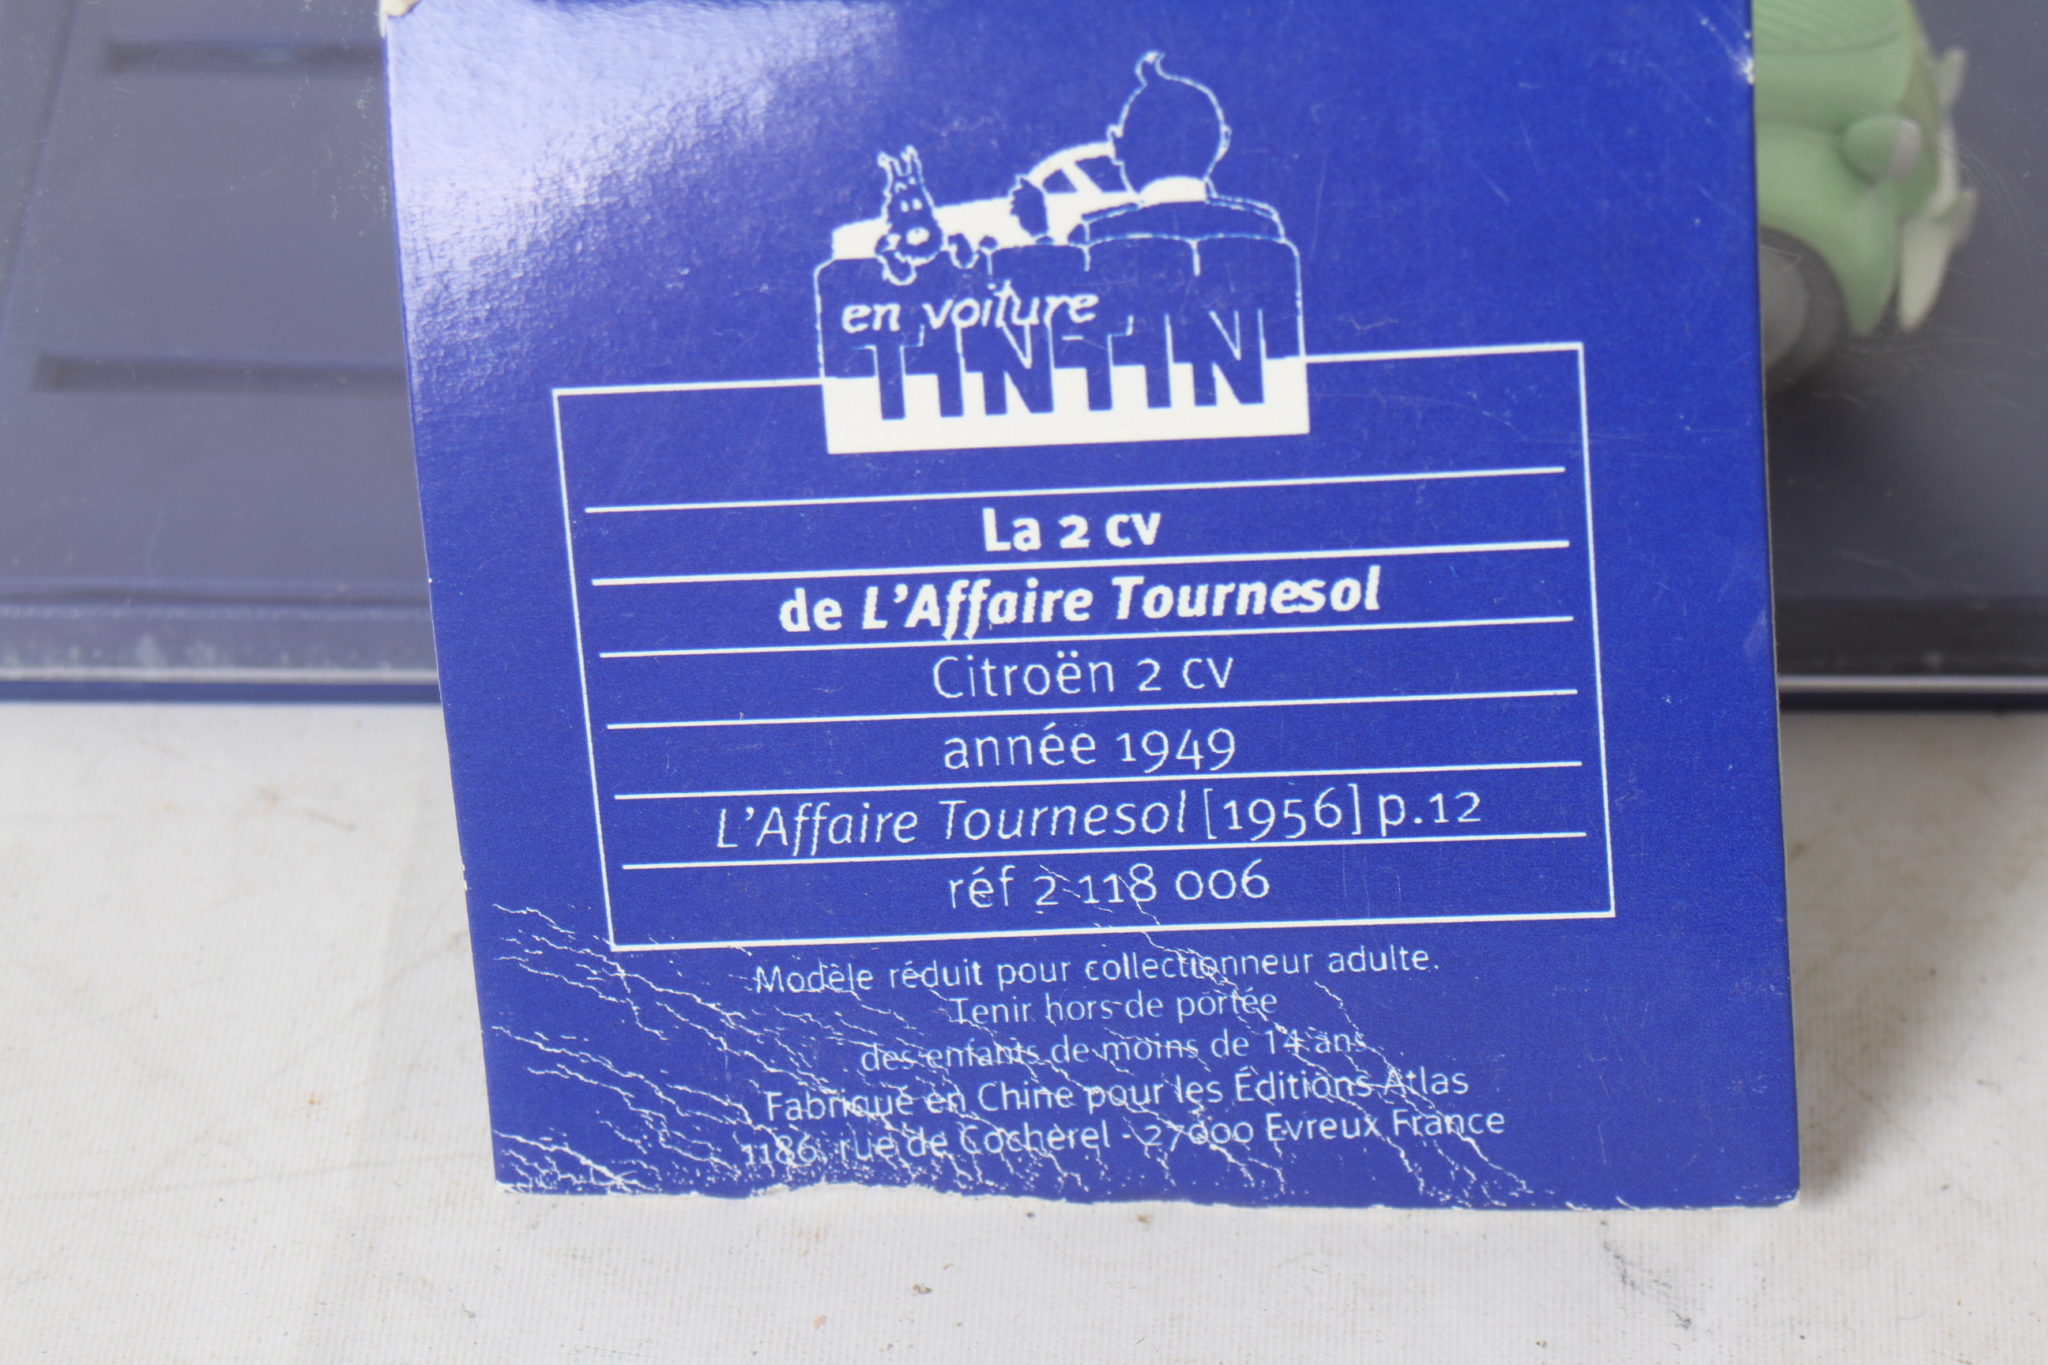 en voiture
TINTIN
La 2 cv
de L'Affaire Tournesol
Citroën 2 cv
année 1949
L'Affaire Tournesol [1956] p.12
réf 2 118 006
Modèle réduit pour collectionneur adulte.
Tenir hors de portée
des enfants de moins de 14 ans
Fabriqué en Chine pour les Éditions Atlas
1186, rue de Cocherel - 27000 Evreux France